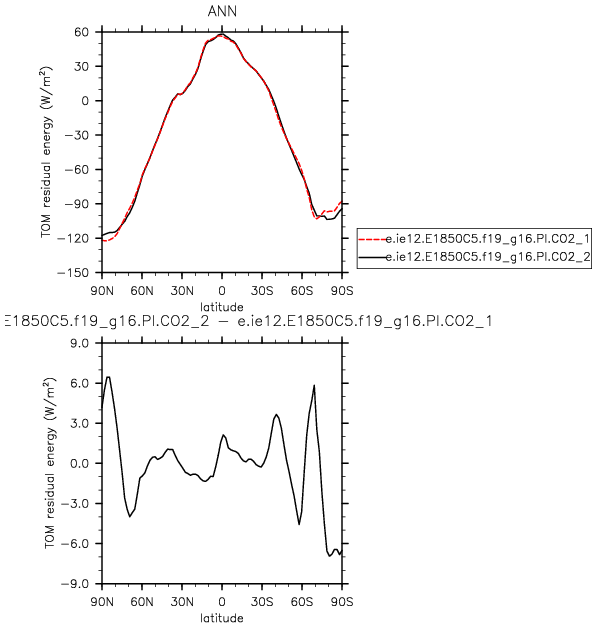 ANN
TOM residual energy (W/m²)
60
30
0
−30
−60
−90
−120
−150
90N 60N 30N 0 30S 60S 90S
latitude
e.ie12.E1850C5.f19_g16.PI.CO2_1
e.ie12.E1850C5.f19_g16.PI.CO2_2
E1850C5.f19_g16.PI.CO2_2 − e.ie12.E1850C5.f19_g16.PI.CO2_1
TOM residual energy (W/m²)
9.0
6.0
3.0
0.0
−3.0
−6.0
−9.0
90N 60N 30N 0 30S 60S 90S
latitude